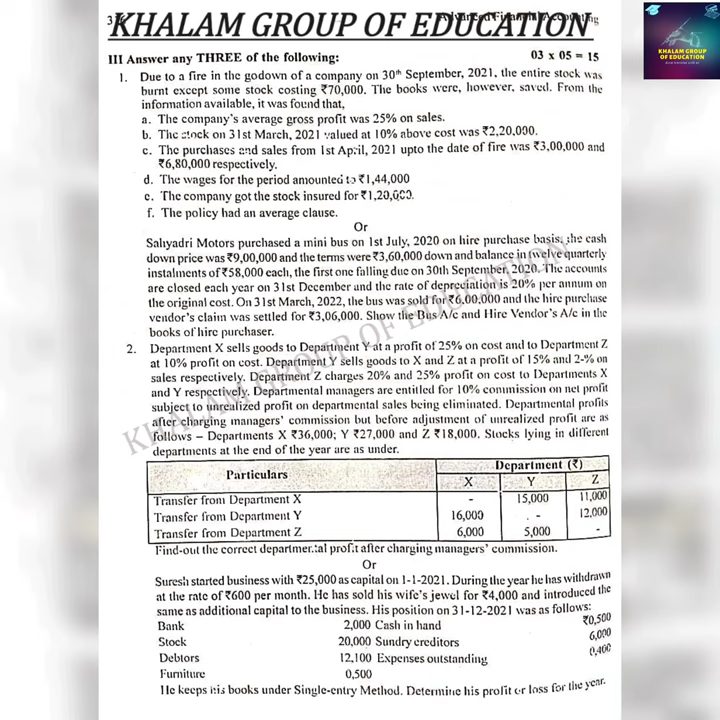 KHALAM GROUP OF EDUCATION
Advanced Financial Accounting
KHALAM GROUP
OF EDUCATION
III Answer any THREE of the following: 03 x 05 = 15
1. Due to a fire in the godown of a company on 30th September, 2021, the entire stock was
burnt except some stock costing ₹70,000. The books were, however, saved. From the
information available, it was found that,
a. The company's average gross profit was 25% on sales.
b. The stock on 31st March, 2021 valued at 10% above cost was ₹2,20,000.
c. The purchases and sales from 1st April, 2021 upto the date of fire was ₹3,00,000 and
₹6,80,000 respectively.
d. The wages for the period amounted to ₹1,44,000
e. The company got the stock insured for ₹1,20,000.
f. The policy had an average clause.
Or
Sahyadri Motors purchased a mini bus on 1st July, 2020 on hire purchase basis, the cash
down price was ₹9,00,000 and the terms were ₹3,60,000 down and balance in twelve quarterly
instalments of ₹58,000 each, the first one falling due on 30th September, 2020. The accounts
are closed each year on 31st December and the rate of depreciation is 20% per annum on
the original cost. On 31st March, 2022, the bus was sold for ₹6,00,000 and the hire purchase
vendor's claim was settled for ₹3,06,000. Show the Bus A/c and Hire Vendor's A/c in the
books of hire purchaser.
2. Department X sells goods to Department Y at a profit of 25% on cost and to Department Z
at 10% profit on cost. Department Y sells goods to X and Z at a profit of 15% and on
sales respectively. Department Z charges 20% and 25% profit on cost to Departments X
and Y respectively. Departmental managers are entitled for 10% commission on net profit
subject to unrealized profit on departmental sales being eliminated. Departmental profits
after charging managers' commission but before adjustment of unrealized profit are as
follows – Departments X ₹36,000; Y ₹27,000 and Z ₹18,000. Stocks lying in different
departments at the end of the year are as under.
Particulars Department (₹)
X Y Z
Transfer from Department X - 15,000 11,000
Transfer from Department Y 16,000 - 12,000
Transfer from Department Z 6,000 5,000 -
Find-out the correct departmental profit after charging managers' commission.
Or
Suresh started business with ₹25,000 as capital on 1-1-2021. During the year he has withdrawn
at the rate of ₹600 per month. He has sold his wife's jewel for ₹4,000 and introduced the
same as additional capital to the business. His position on 31-12-2021 was as follows:
Bank 2,000 Cash in hand ₹0,500
Stock 20,000 Sundry creditors 6,000
Debtors 12,100 Expenses outstanding 0,400
Furniture 0,500
He keeps his books under Single-entry Method. Determine his profit or loss for the year.
KHALAM GROUP OF EDUCATION